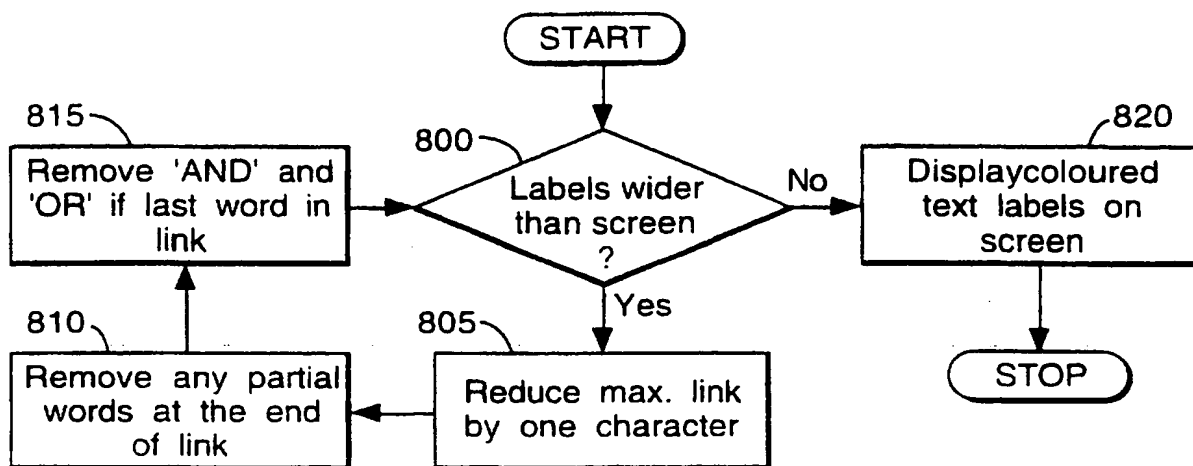 START
815
Remove 'AND' and
'OR' if last word in
link
800
Labels wider
than screen
?
No
820
Displaycoloured
text labels on
screen
Yes
810
Remove any partial
words at the end
of link
805
Reduce max. link
by one character
STOP